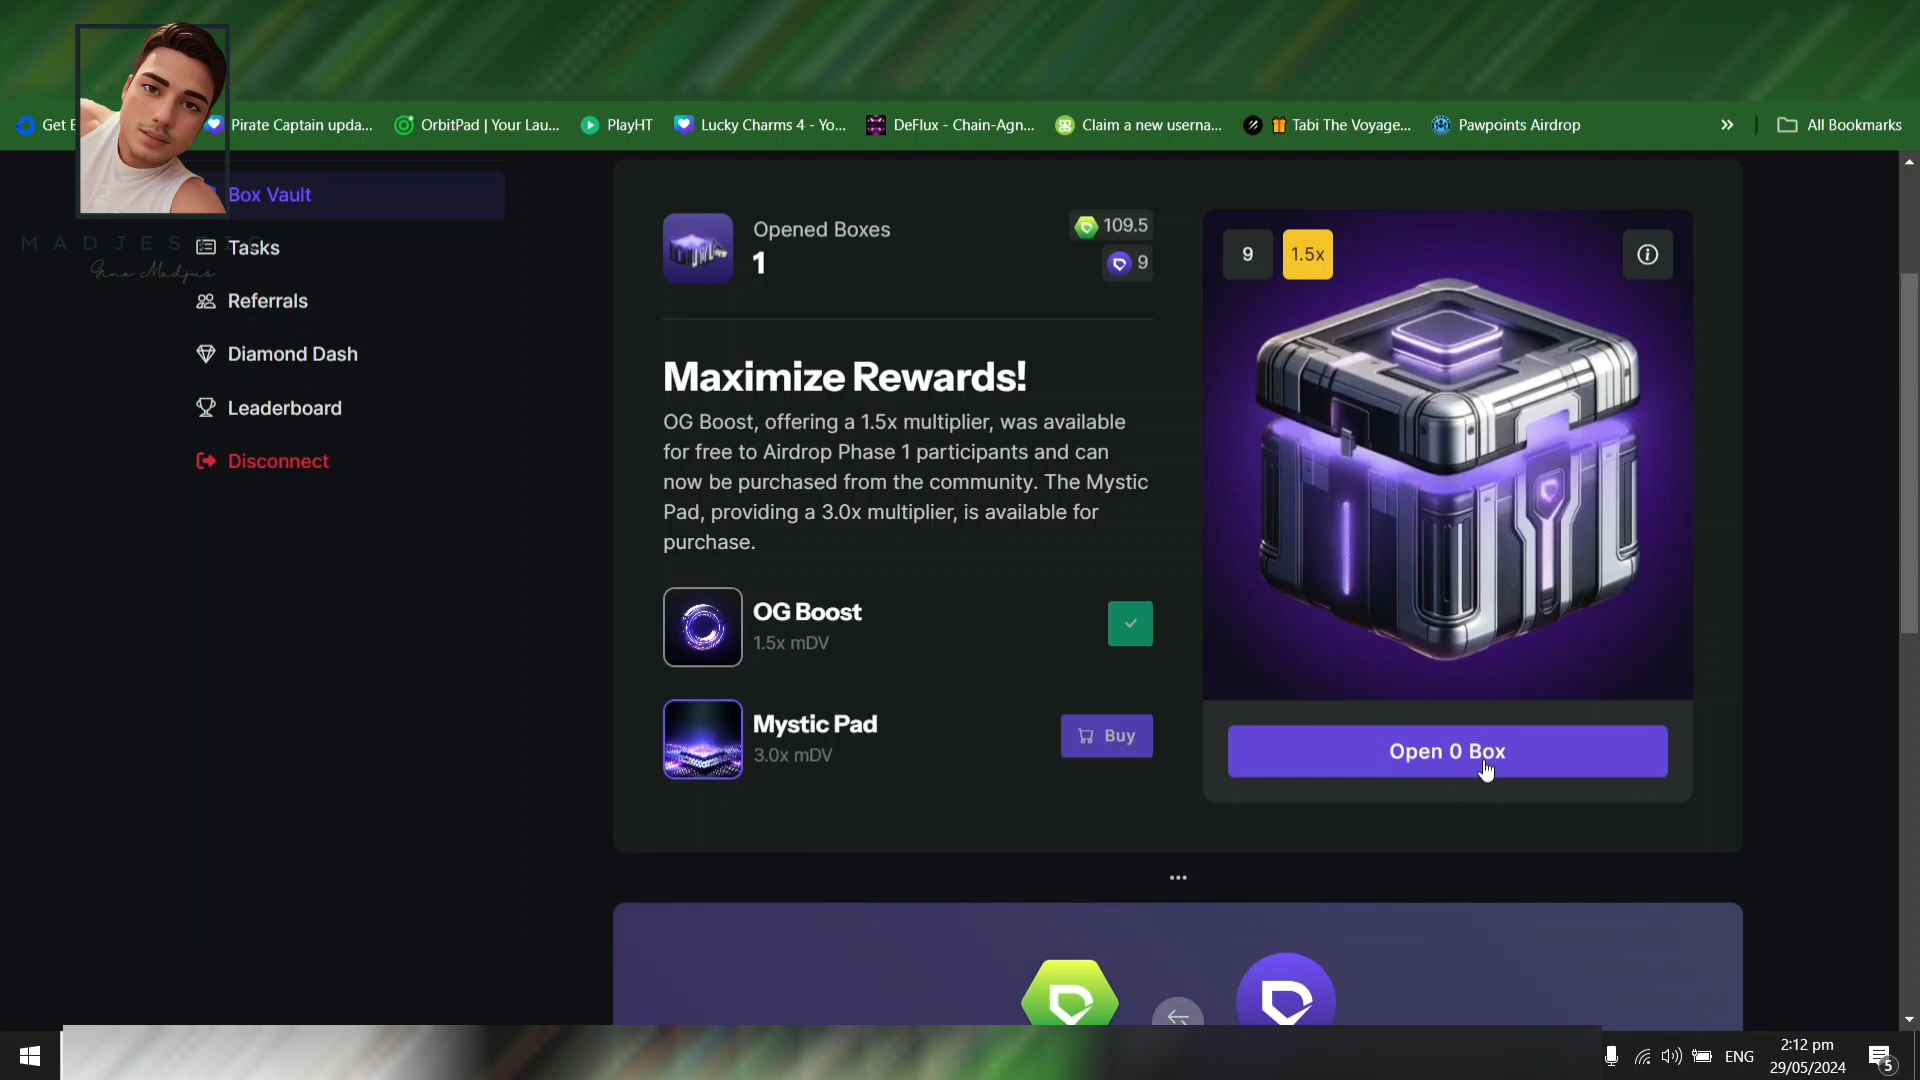 Get
Pirate Captain upda...
OrbitPad | Your Lau...
PlayHT
Lucky Charms 4 - Yo...
DeFlux - Chain-Agn...
Claim a new userna...
Tabi The Voyage...
Pawpoints Airdrop
All Bookmarks
Box Vault
MADJESTIC
Gino Madjus
Tasks
Referrals
Diamond Dash
Leaderboard
Disconnect
Opened Boxes
1
109.5
9
Maximize Rewards!
OG Boost, offering a 1.5x multiplier, was available
for free to Airdrop Phase 1 participants and can
now be purchased from the community. The Mystic
Pad, providing a 3.0x multiplier, is available for
purchase.
OG Boost
1.5x mDV
Mystic Pad
3.0x mDV
Buy
9
1.5x
Open 0 Box
ENG
2:12 pm
29/05/2024
5